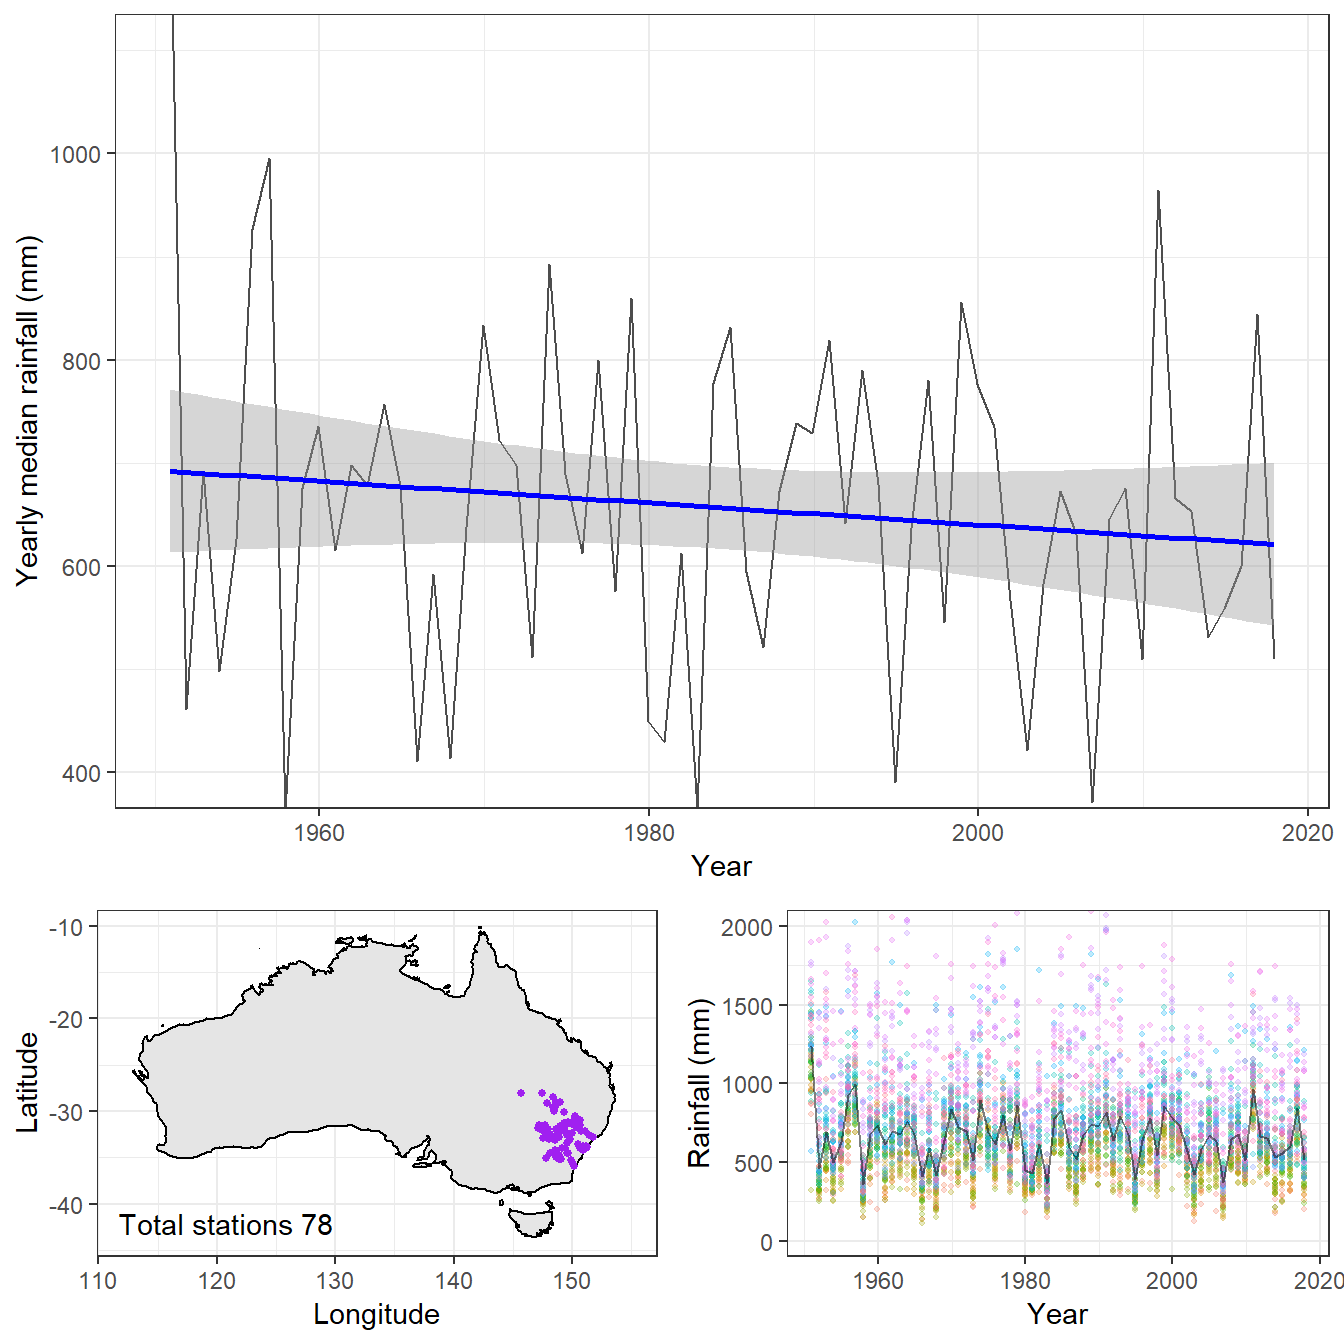 Yearly median rainfall (mm)
1000
800
600
400
1960 1980 2000 2020
Year
Latitude
-10
-20
-30
-40
Total stations 78
110 120 130 140 150
Longitude
Rainfall (mm)
2000
1500
1000
500
0
1960 1980 2000 2020
Year